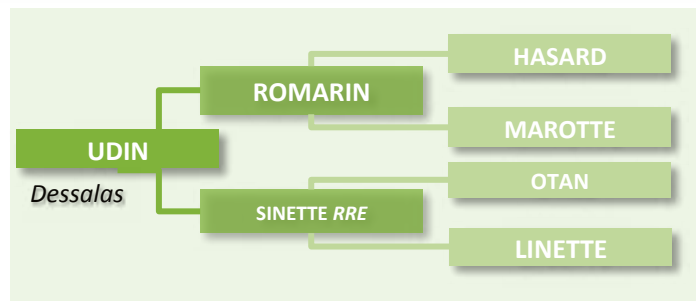 HASARD
ROMARIN
MAROTTE
UDIN
Dessalas
OTAN
SINETTE RRE
LINETTE